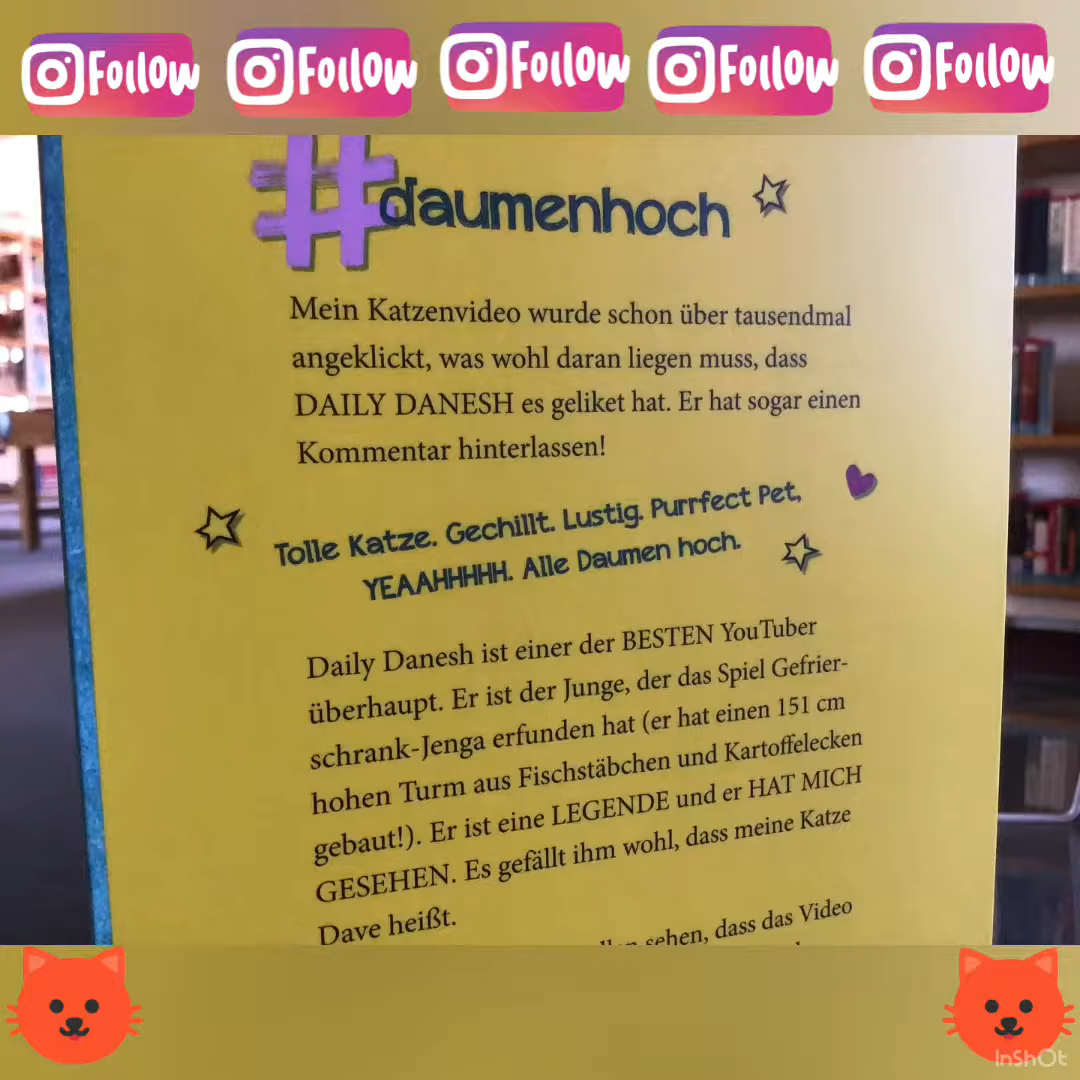 Follow Follow Follow Follow Follow
#daumenhoch
Mein Katzenvideo wurde schon über tausendmal
angeklickt, was wohl daran liegen muss, dass
DAILY DANESH es geliket hat. Er hat sogar einen
Kommentar hinterlassen!
Tolle Katze. Gechillt. Lustig. Purrfect Pet,
YEAAHHHHH. Alle Daumen hoch.
Daily Danesh ist einer der BESTEN YouTuber
überhaupt. Er ist der Junge, der das Spiel Gefrier-
schrank-Jenga erfunden hat (er hat einen 151 cm
hohen Turm aus Fischstäbchen und Kartoffelecken
gebaut!). Er ist eine LEGENDE und er HAT MICH
GESEHEN. Es gefällt ihm wohl, dass meine Katze
Dave heißt.
sehen, dass das Video
InShOt